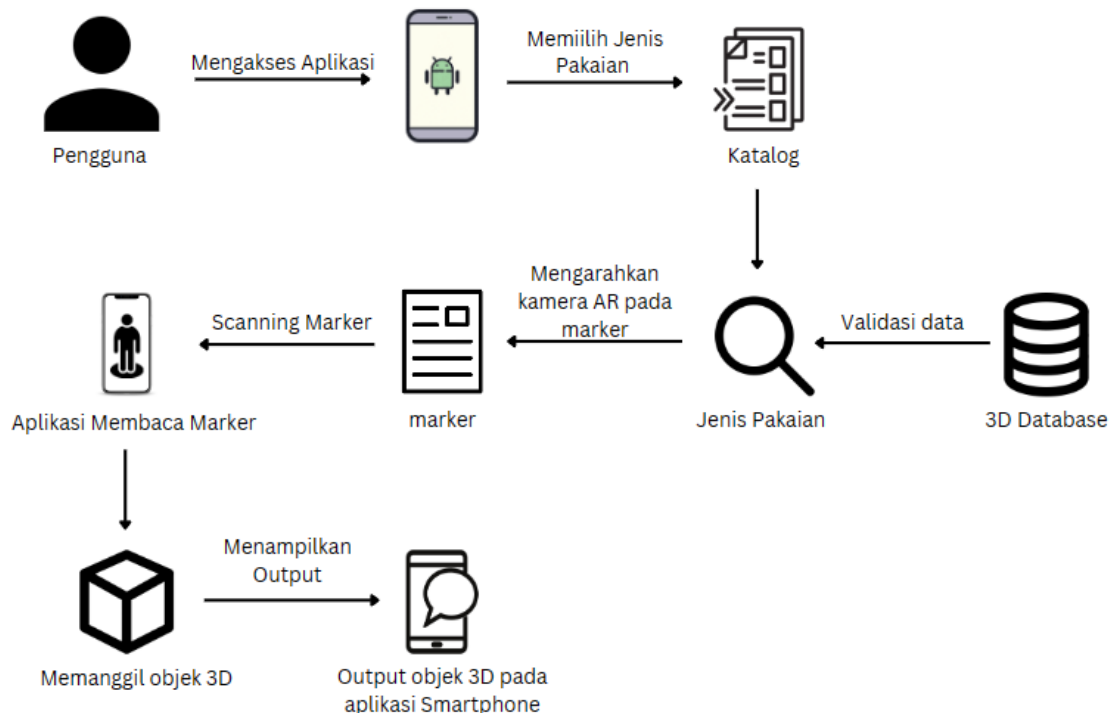 Mengakses Aplikasi
Memiilih Jenis
Pakaian
Pengguna
Katalog
Mengarahkan
kamera AR pada
marker
Scanning Marker
Validasi data
Aplikasi Membaca Marker
marker
Jenis Pakaian
3D Database
Menampilkan
Output
Memanggil objek 3D
Output objek 3D pada
aplikasi Smartphone